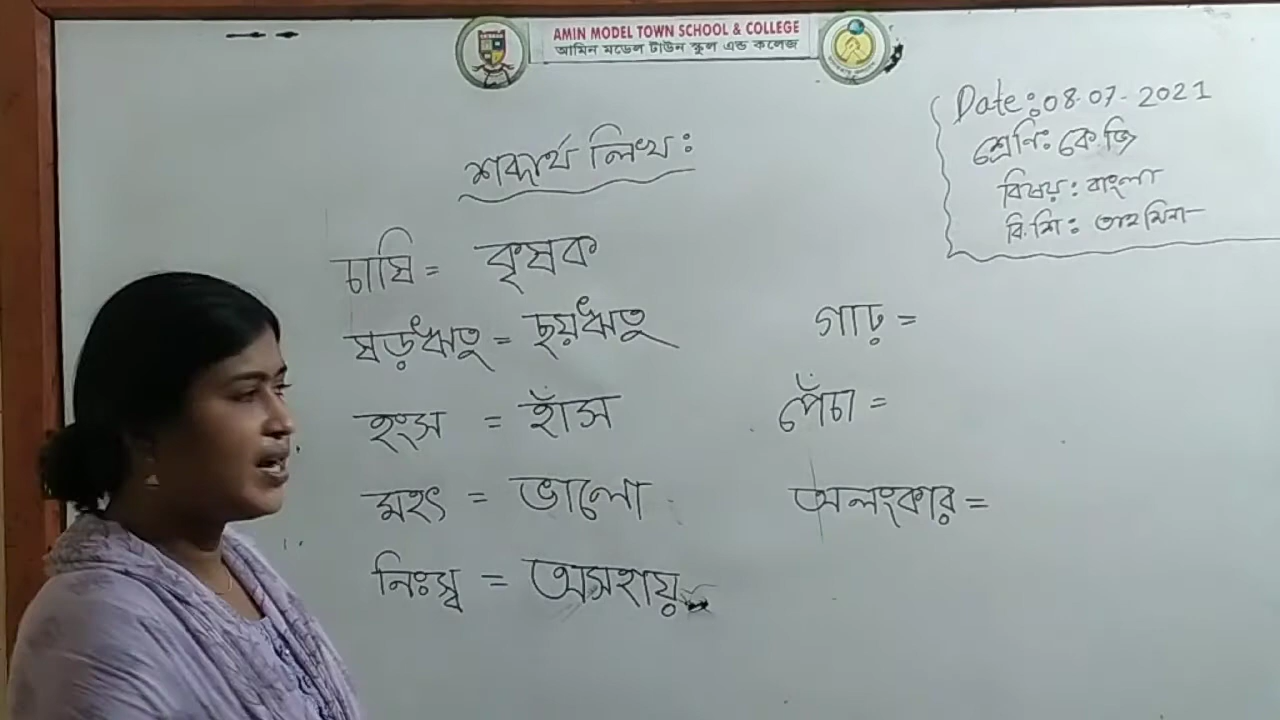 AMIN MODEL TOWN SCHOOL & COLLEGE
আমিন মডেল টাউন স্কুল এন্ড কলেজ
Date: 08-07-2021
শ্রেণি: কে.জি
বিষয়: বাংলা
বি.শি: তাহমিনা
শব্দার্থ লিখ:
চাষি = কৃষক
ষড়ঋতু = ছয়ঋতু
হংস = হাঁস
মহৎ = ভালো
নিঃস্ব = অসহায়
গাঢ় =
পেঁচা =
অলংকার =